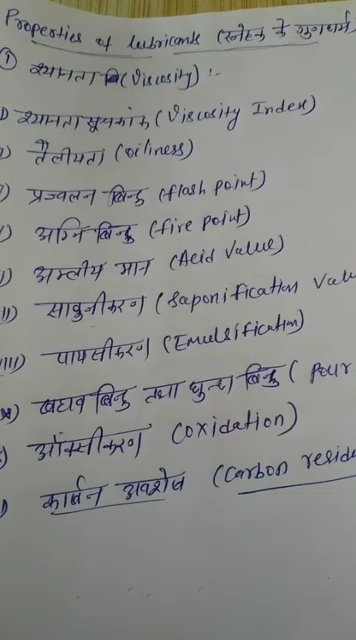 Properties of lubricants (स्नेहक के गुणधर्म
① श्यानता (Viscosity) :-
श्यानता सूचकांक (Viscosity Index)
तैलीयता (Oiliness)
प्रज्वलन बिन्दु (flash point)
अग्नि बिन्दु (fire point)
अम्लीय मान (Acid Value)
साबुनीकरण (Saponification Valu
पायसीकरण (Emulsification)
बहाव बिन्दु तथा धुन्ध बिन्दु (Pour
ऑक्सीकरण (oxidation)
कार्बन अवशेष (Carbon reside